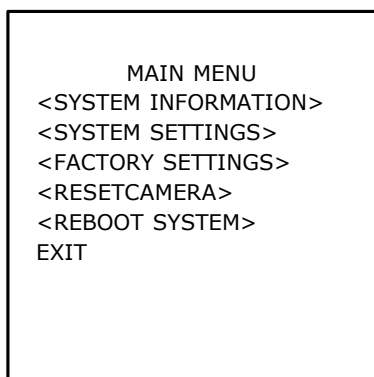 MAIN MENU
<SYSTEM INFORMATION>
<SYSTEM SETTINGS>
<FACTORY SETTINGS>
<RESETCAMERA>
<REBOOT SYSTEM>
EXIT